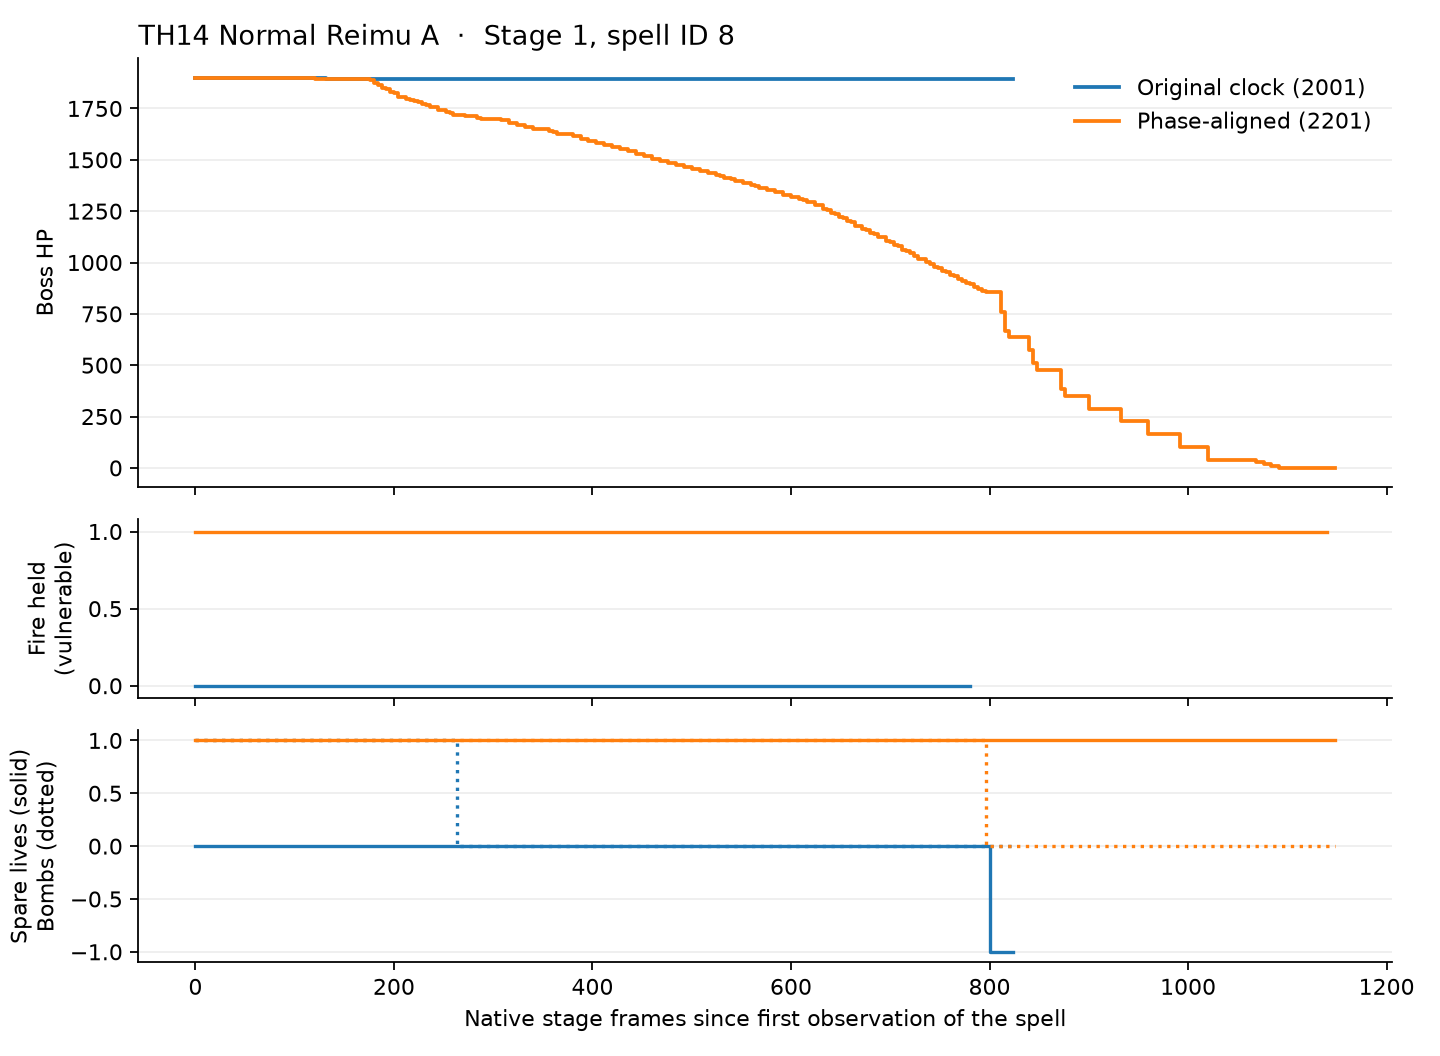 TH14 Normal Reimu A · Stage 1, spell ID 8
Original clock (2001)
Phase-aligned (2201)
Boss HP
1750
1500
1250
1000
750
500
250
0
Fire held
(vulnerable)
1.0
0.5
0.0
Spare lives (solid)
Bombs (dotted)
1.0
0.5
0.0
−0.5
−1.0
0 200 400 600 800 1000 1200
Native stage frames since first observation of the spell